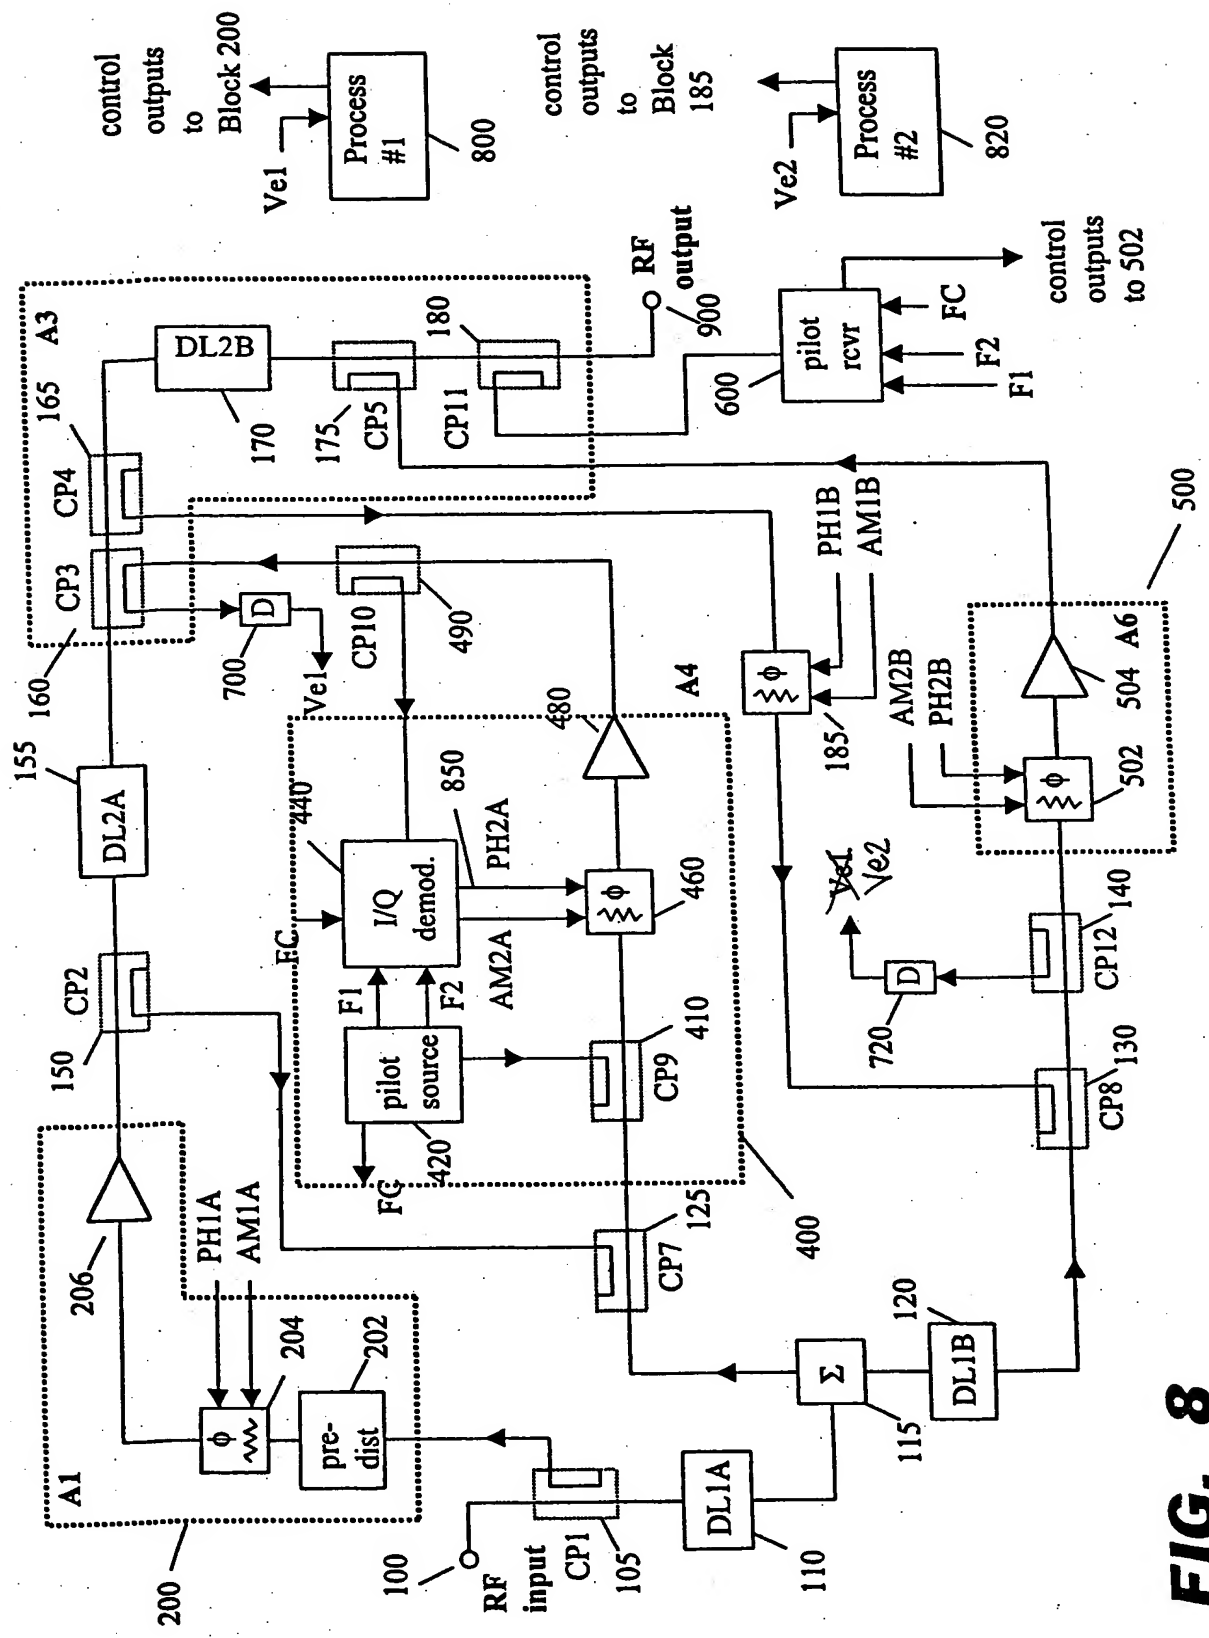 A1
200
206
PH1A
AM1A
ϕ
204
pre-
dist
202
100
RF
input
CP1
105
DL1A
110
Σ
115
DL1B
120
150
CP2
DL2A
155
160
CP3
CP4
165
A3
DL2B
170
175
CP5
CP11
180
RF
output
900
D
700
Ve1
CP10
490
FC
440
I/Q
demod.
F1
F2
pilot
source
420
FC
850
PH2A
AM2A
ϕ
460
480
A4
CP9
410
CP7
125
400
ϕ
185
PH1B
AM1B
pilot
rcvr
600
F1
F2
FC
control
outputs
to 502
CP8
130
CP12
140
D
720
Ve1
Ve2
AM2B
PH2B
ϕ
502
504
A6
500
control
outputs
to
Block 200
Ve1
Process
#1
800
control
outputs
to
Block
185
Ve2
Process
#2
820
FIG. 8